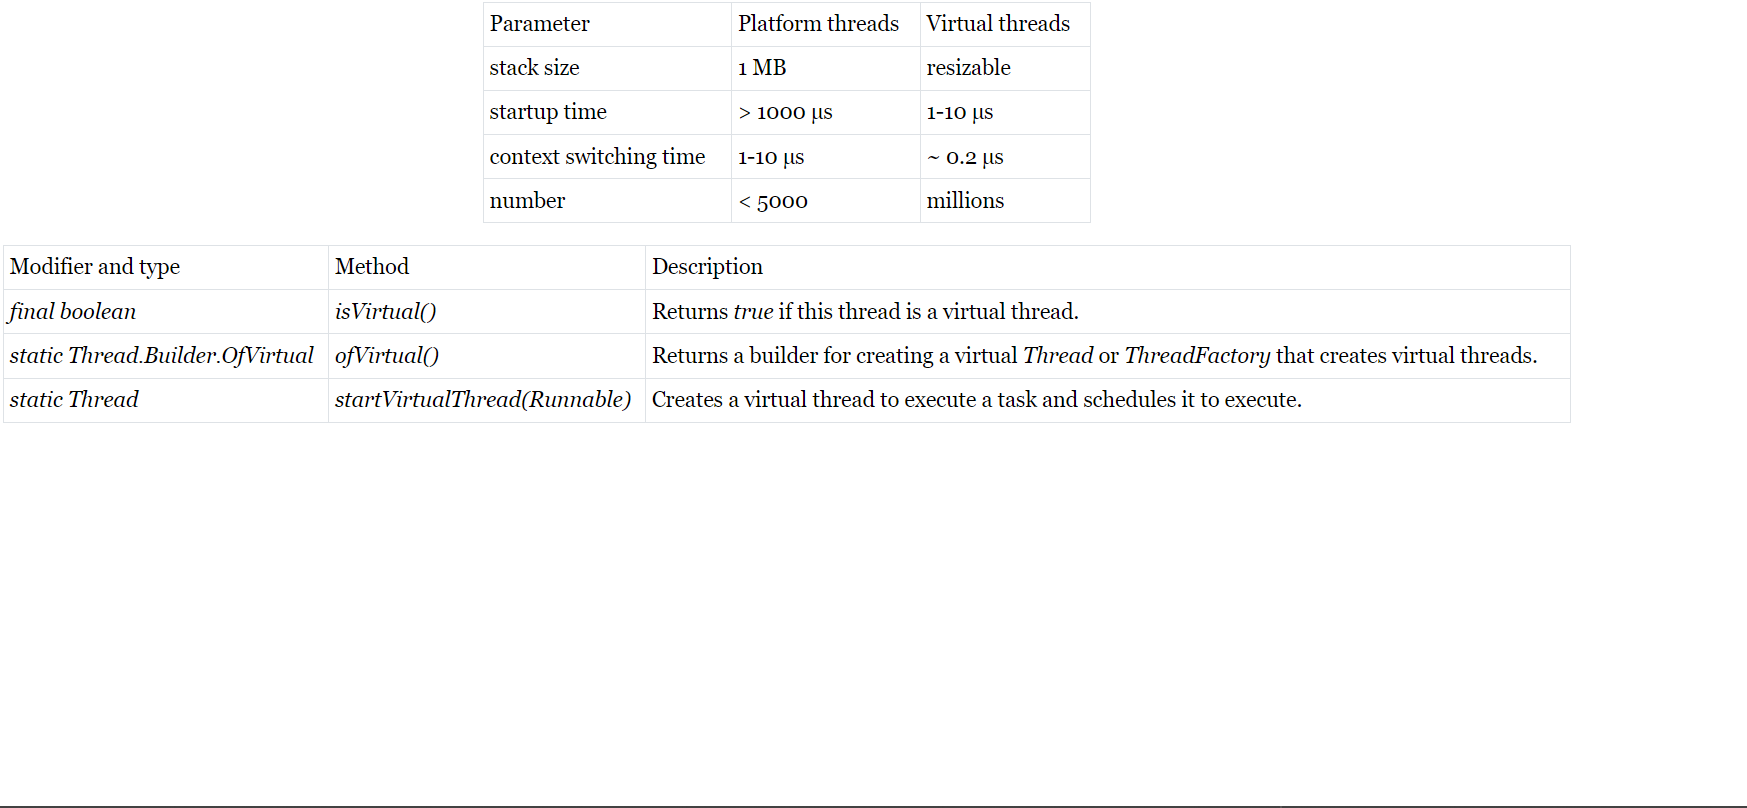 Parameter Platform threads Virtual threads
stack size 1 MB resizable
startup time > 1000 µs 1-10 µs
context switching time 1-10 µs ~ 0.2 µs
number < 5000 millions
Modifier and type Method Description
final boolean isVirtual() Returns true if this thread is a virtual thread.
static Thread.Builder.OfVirtual ofVirtual() Returns a builder for creating a virtual Thread or ThreadFactory that creates virtual threads.
static Thread startVirtualThread(Runnable) Creates a virtual thread to execute a task and schedules it to execute.